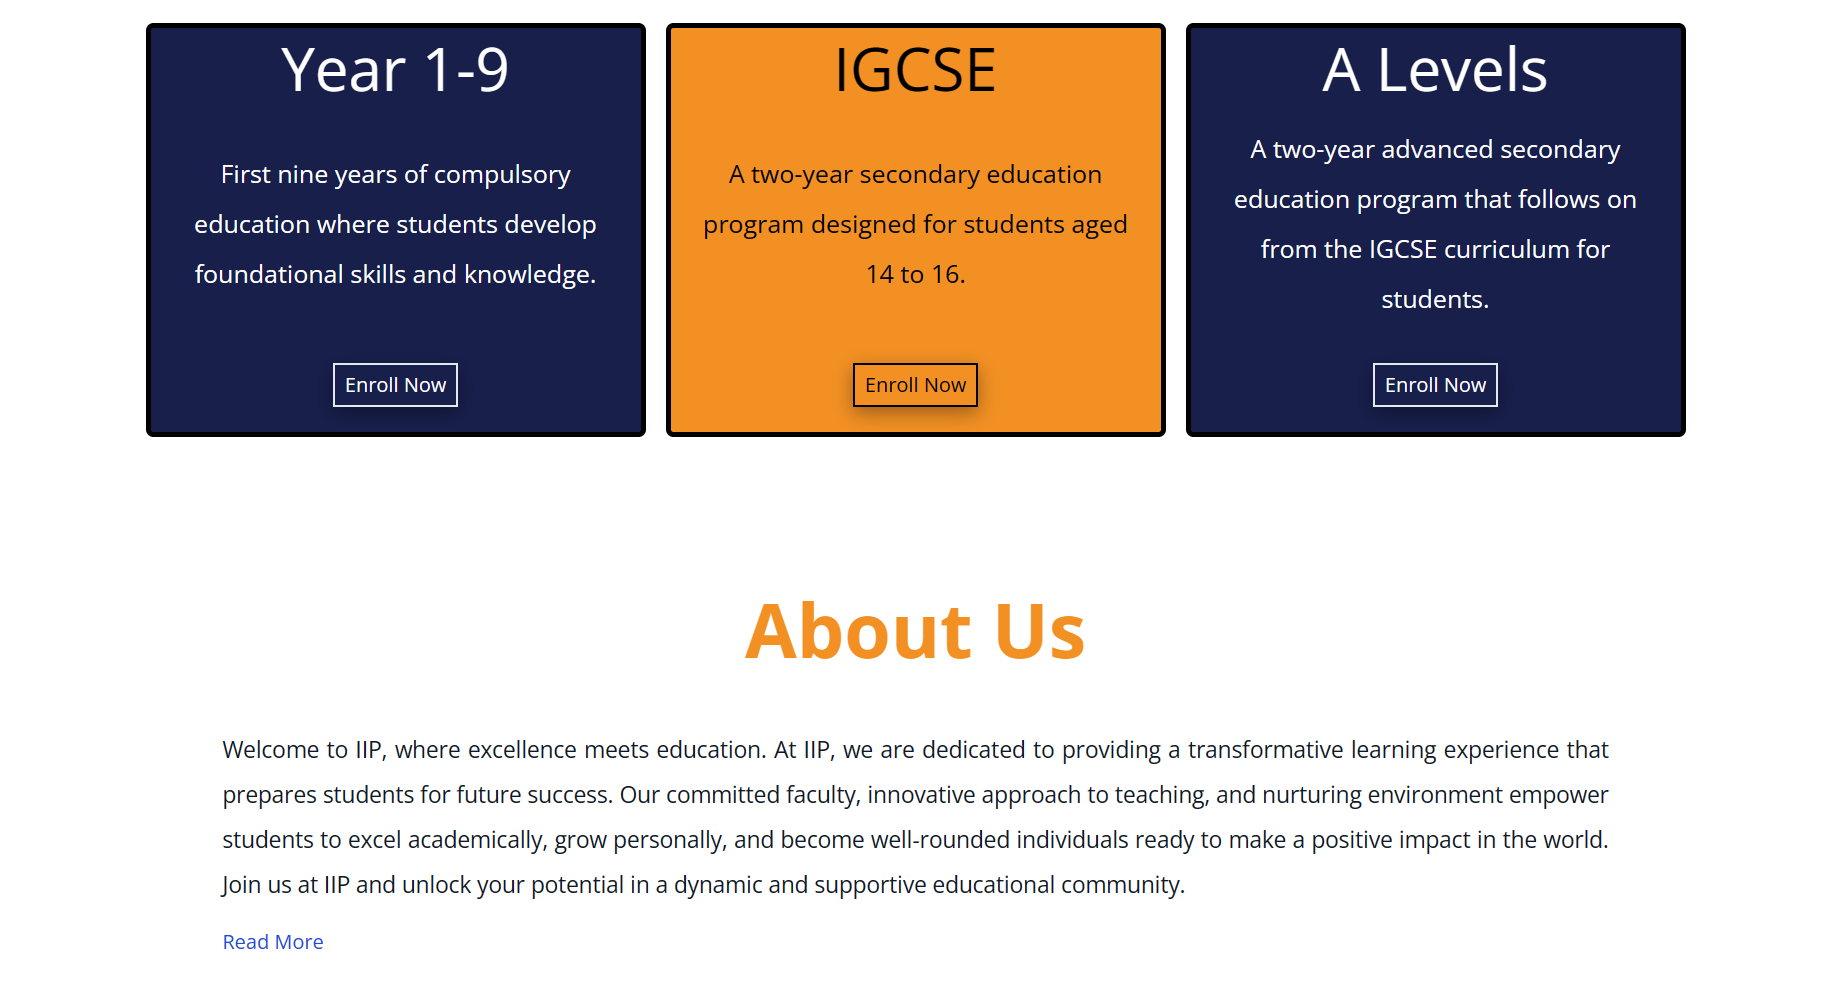 Year 1-9
First nine years of compulsory
education where students develop
foundational skills and knowledge.
Enroll Now
IGCSE
A two-year secondary education
program designed for students aged
14 to 16.
Enroll Now
A Levels
A two-year advanced secondary
education program that follows on
from the IGCSE curriculum for
students.
Enroll Now
About Us
Welcome to IIP, where excellence meets education. At IIP, we are dedicated to providing a transformative learning experience that
prepares students for future success. Our committed faculty, innovative approach to teaching, and nurturing environment empower
students to excel academically, grow personally, and become well-rounded individuals ready to make a positive impact in the world.
Join us at IIP and unlock your potential in a dynamic and supportive educational community.
Read More